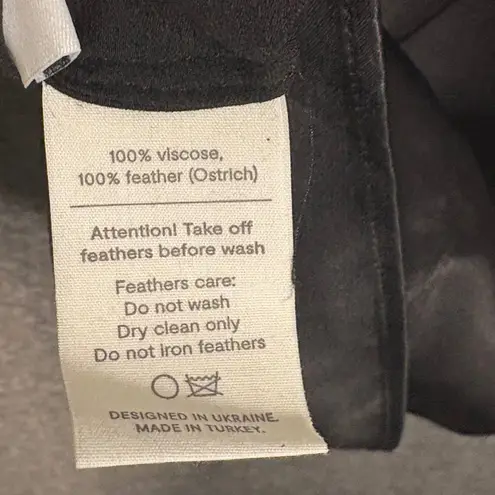 100% viscose,
100% feather (Ostrich)
Attention! Take off
feathers before wash
Feathers care:
Do not wash
Dry clean only
Do not iron feathers
DESIGNED IN UKRAINE.
MADE IN TURKEY.